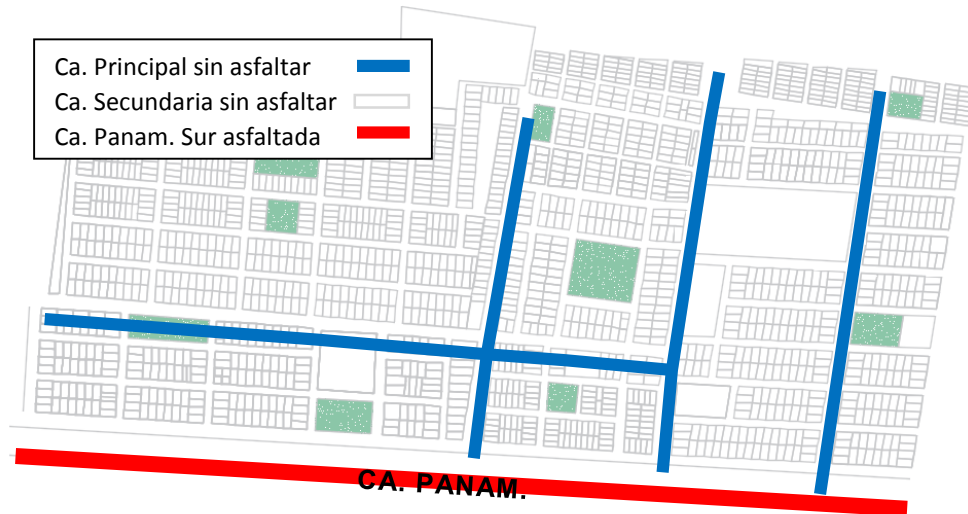 Ca. Principal sin asfaltar
Ca. Secundaria sin asfaltar
Ca. Panam. Sur asfaltada
CA. PANAM.